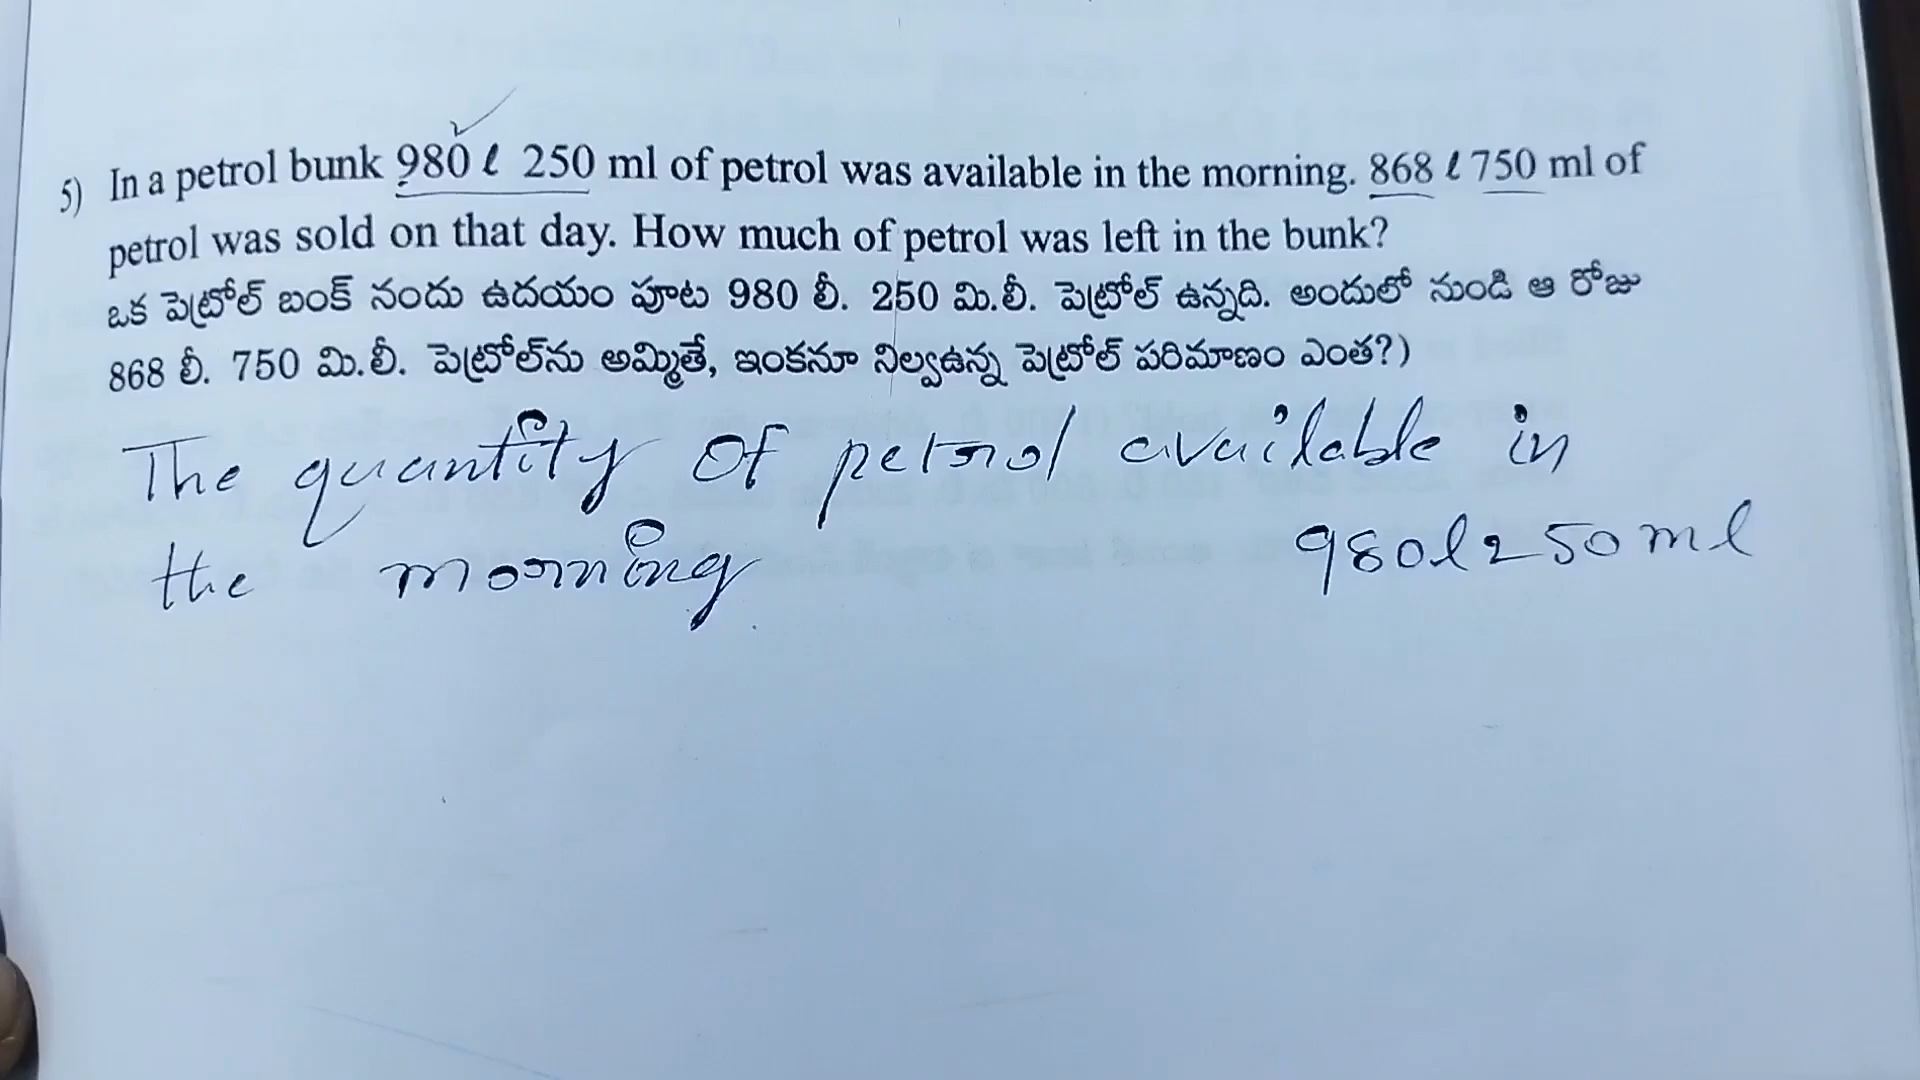 5) In a petrol bunk 980 ℓ 250 ml of petrol was available in the morning. 868 ℓ 750 ml of
petrol was sold on that day. How much of petrol was left in the bunk?
ఒక పెట్రోల్ బంక్ నందు ఉదయం పూట 980 లీ. 250 మి.లీ. పెట్రోల్ ఉన్నది. అందులో నుండి ఆ రోజు
868 లీ. 750 మి.లీ. పెట్రోల్‌ను అమ్మితే, ఇంకనూ నిల్వఉన్న పెట్రోల్ పరిమాణం ఎంత?)
The quantity of petrol available in
the morning 980l250ml